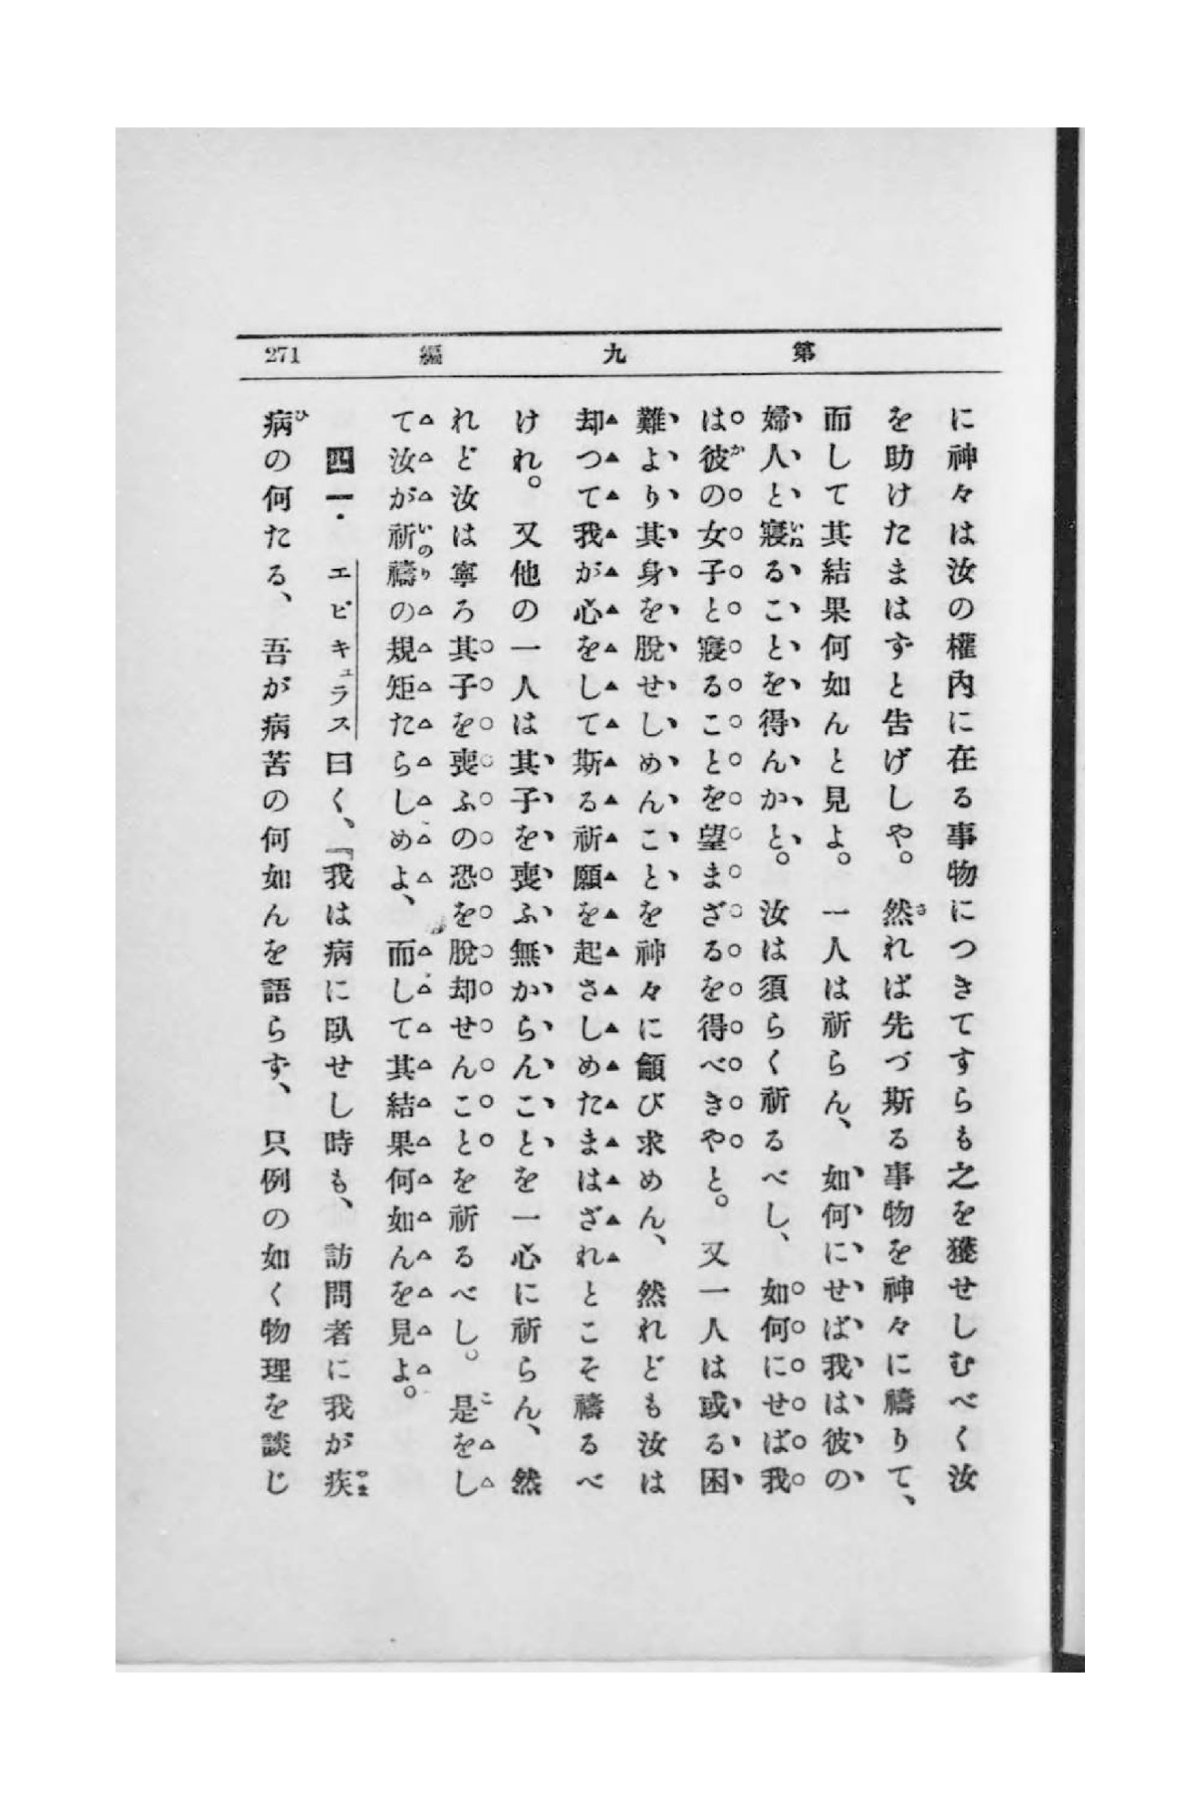 第九編
271
に神々は汝の權内に在る事物につきてすらも之を獲せしむべく汝
を助けたまはずと吿げしや。然れば先づ斯る事物を神々に禱りて、
而して其結果何如んと見よ。一人は祈らん、如何にせば我は彼の
婦人と寢ることを得んかと。汝は須らく祈るべし、如何にせば我
は彼の女子と寢ることを望まざるを得べきやと。又一人は或る困
難より其身を脫せしめんことを神々に籲び求めん、然れども汝は
却つて我が心をして斯る祈願を起さしめたまはざれとこそ禱るべ
けれ。又他の一人は其子を喪ふ無からんことを一心に祈らん、然
れど汝は寧ろ其子を喪ふの恐を脫却せんことを祈るべし。是をし
て汝が祈禱の規矩たらしめよ、而して其結果何如んを見よ。
四一・エピキュラス曰く、『我は病に臥せし時も、訪問者に我が疾
病の何たる、吾が病苦の何如んを語らず、只例の如く物理を談じ